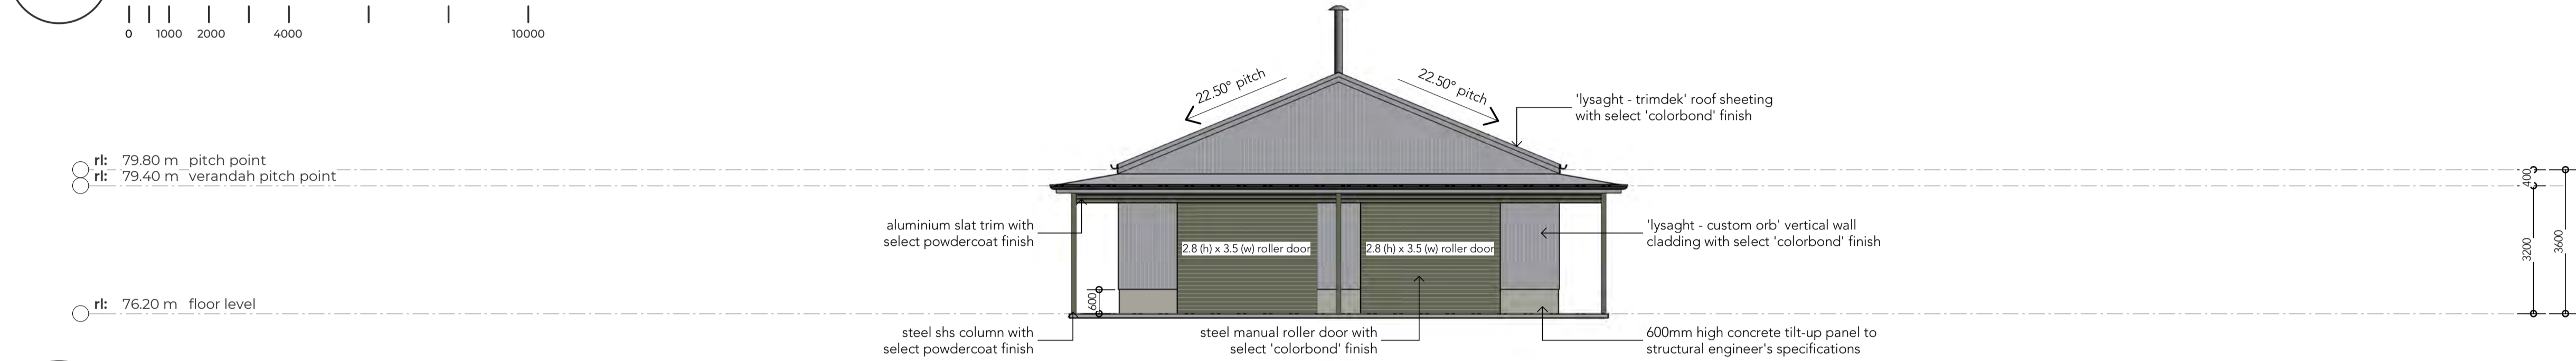 0 1000 2000 4000 10000
22.50° pitch
22.50° pitch
'lysaght - trimdek' roof sheeting
with select 'colorbond' finish
rl: 79.80 m pitch point
rl: 79.40 m verandah pitch point
400
aluminium slat trim with
select powdercoat finish
'lysaght - custom orb' vertical wall
cladding with select 'colorbond' finish
2.8 (h) x 3.5 (w) roller door
2.8 (h) x 3.5 (w) roller door
3200
3600
600
rl: 76.20 m floor level
steel shs column with
select powdercoat finish
steel manual roller door with
select 'colorbond' finish
600mm high concrete tilt-up panel to
structural engineer's specifications